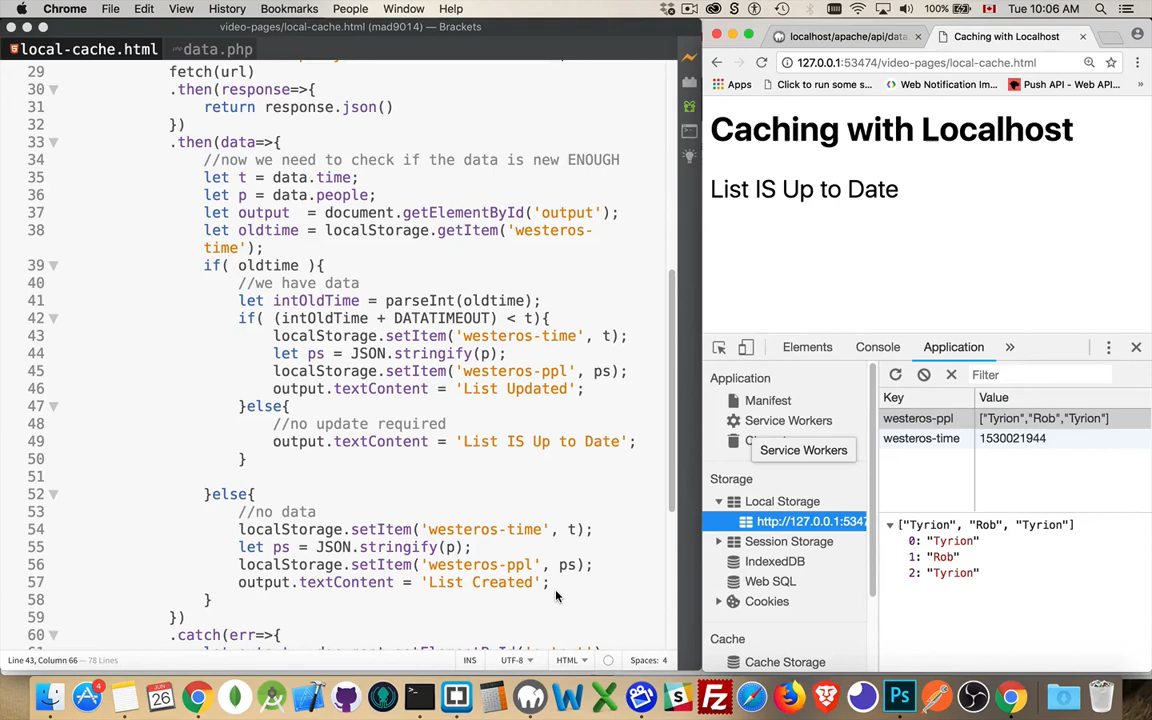 Chrome File Edit View History Bookmarks People Window Help 100% Tue 10:06 AM
video-pages/local-cache.html (mad9014) — Brackets
local-cache.html data.php
29 fetch(url)
30 .then(response=>{
31 return response.json()
32 })
33 .then(data=>{
34 //now we need to check if the data is new ENOUGH
35 let t = data.time;
36 let p = data.people;
37 let output = document.getElementById('output');
38 let oldtime = localStorage.getItem('westeros-
time');
39 if( oldtime ){
40 //we have data
41 let intOldTime = parseInt(oldtime);
42 if( (intOldTime + DATATIMEOUT) < t){
43 localStorage.setItem('westeros-time', t);
44 let ps = JSON.stringify(p);
45 localStorage.setItem('westeros-ppl', ps);
46 output.textContent = 'List Updated';
47 }else{
48 //no update required
49 output.textContent = 'List IS Up to Date';
50 }
51
52 }else{
53 //no data
54 localStorage.setItem('westeros-time', t);
55 let ps = JSON.stringify(p);
56 localStorage.setItem('westeros-ppl', ps);
57 output.textContent = 'List Created';
58 }
59 })
60 .catch(err=>{
Line 43, Column 66 — 78 Lines INS UTF-8 HTML Spaces: 4
localhost/apache/api/data. Caching with Localhost
127.0.0.1:53474/video-pages/local-cache.html
Apps Click to run some s... Web Notification Im... Push API - Web API... »
Caching with Localhost
List IS Up to Date
Elements Console Application »
Application
Manifest
Service Workers
Service Workers
Storage
Local Storage
http://127.0.0.1:5347
Session Storage
IndexedDB
Web SQL
Cookies
Cache
Cache Storage
Filter
Key Value
westeros-ppl ["Tyrion","Rob","Tyrion"]
westeros-time 1530021944
["Tyrion", "Rob", "Tyrion"]
0: "Tyrion"
1: "Rob"
2: "Tyrion"